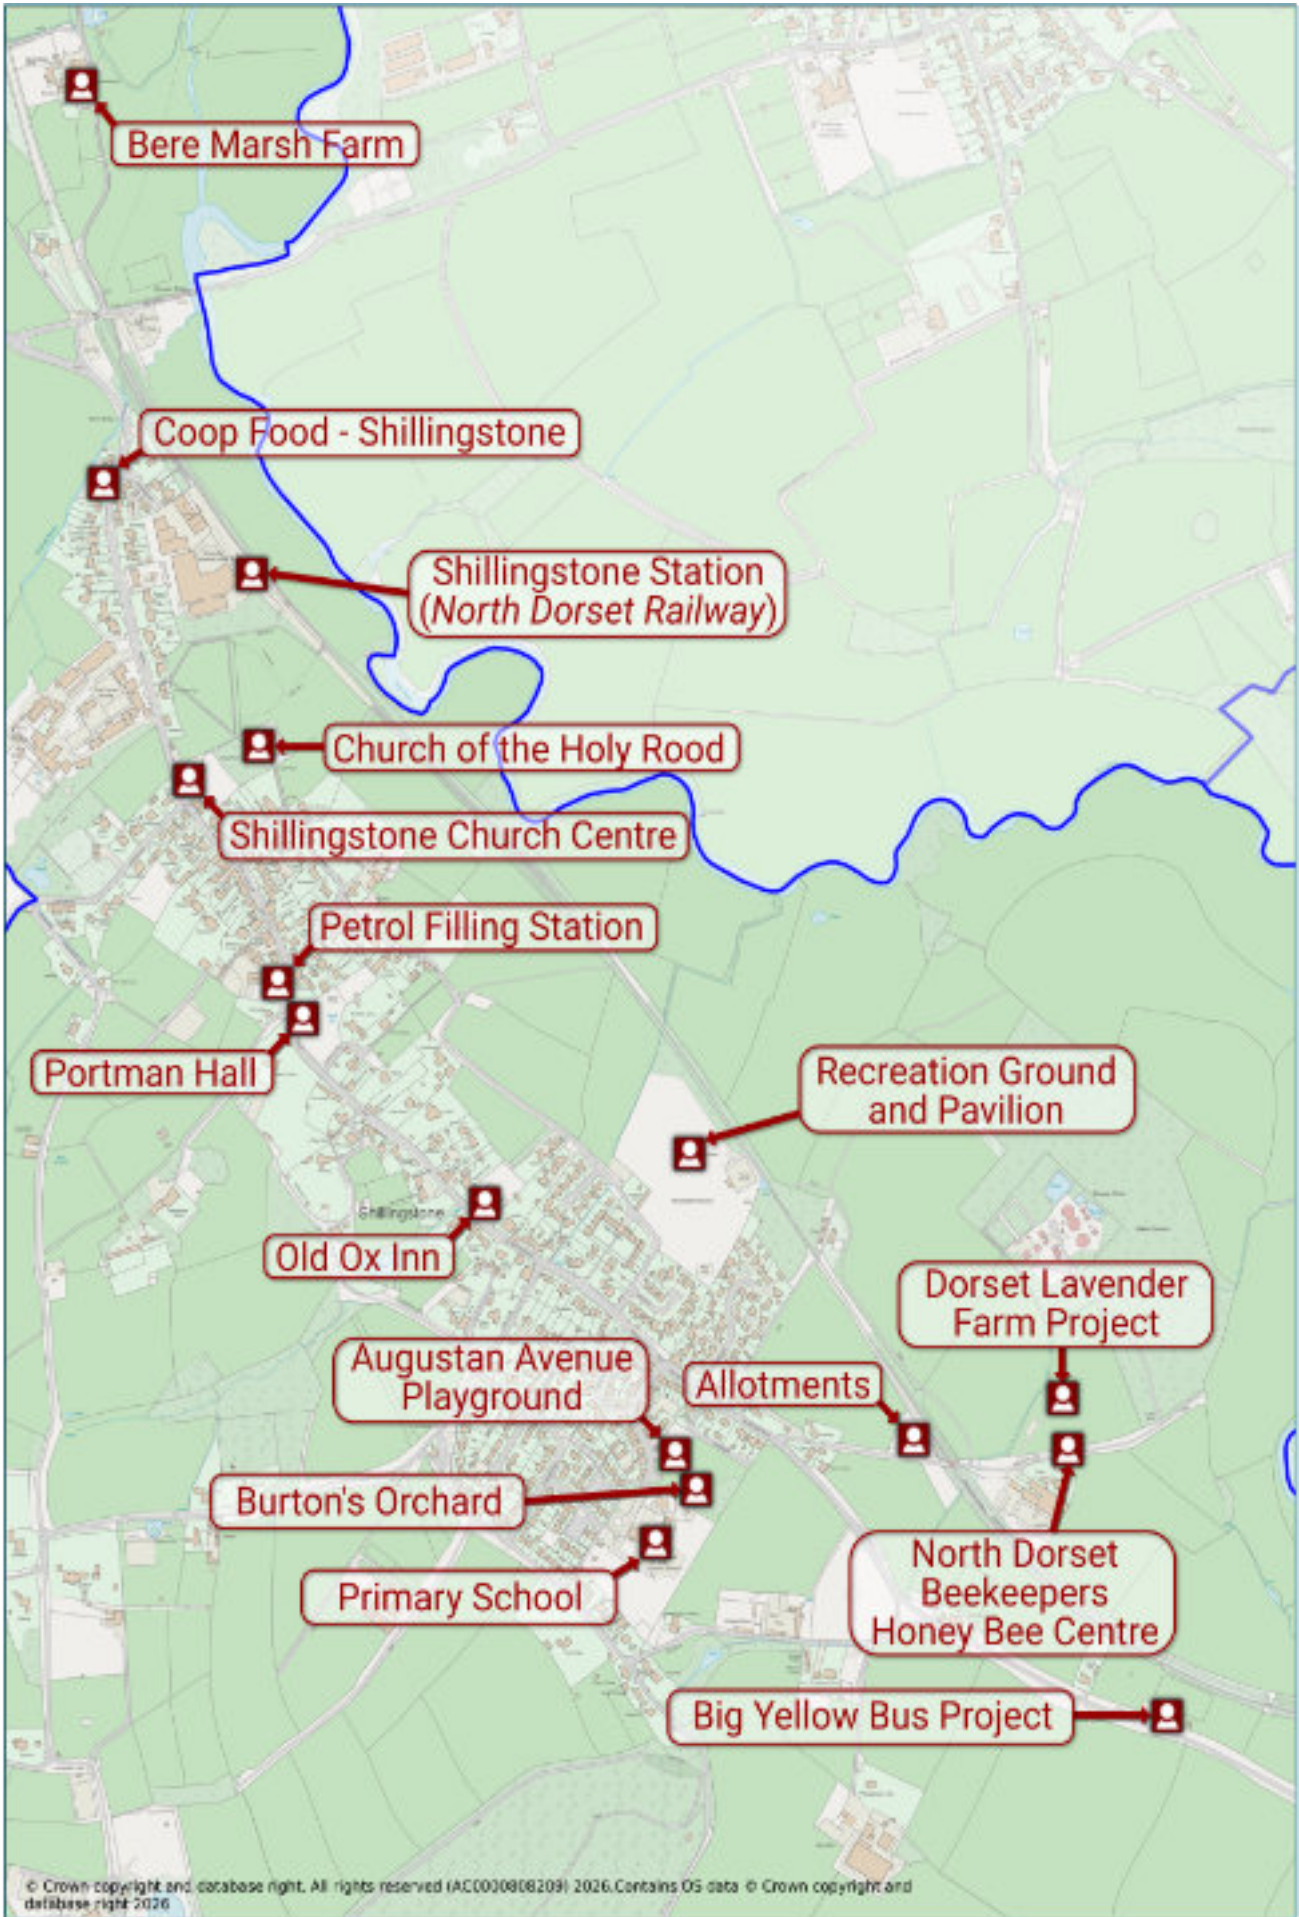 Bere Marsh Farm
Coop Food - Shillingstone
Shillingstone Station
(North Dorset Railway)
Church of the Holy Rood
Shillingstone Church Centre
Petrol Filling Station
Portman Hall
Recreation Ground
and Pavilion
Shillingstone
Old Ox Inn
Dorset Lavender
Farm Project
Augustan Avenue
Playground
Allotments
Burton's Orchard
North Dorset
Beekeepers
Honey Bee Centre
Primary School
Big Yellow Bus Project
© Crown copyright and database right. All rights reserved (AC0000808209) 2026.Contains OS data © Crown copyright and
database right 2026